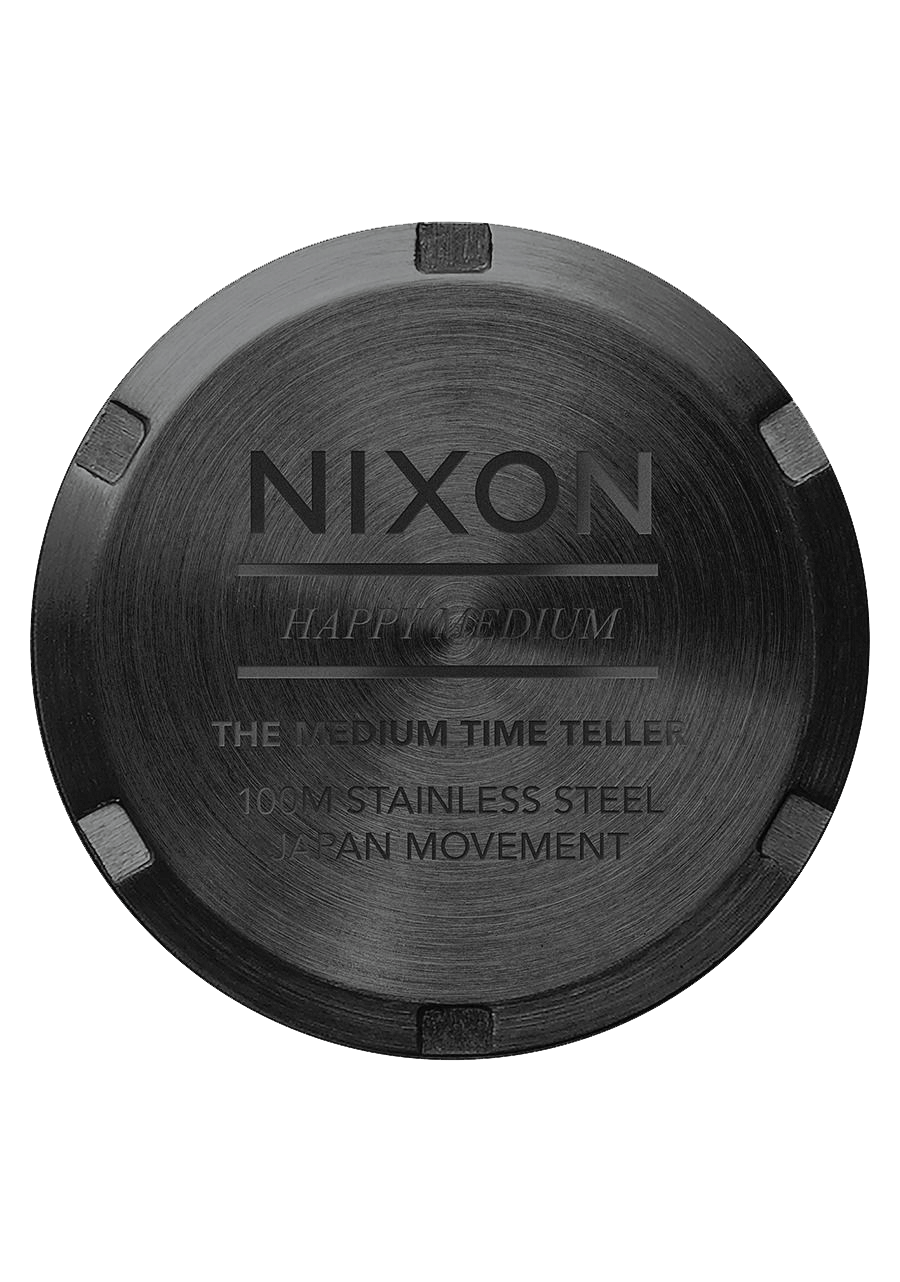 NIXON
HAPPY MEDIUM
THE MEDIUM TIME TELLER
100M STAINLESS STEEL
JAPAN MOVEMENT